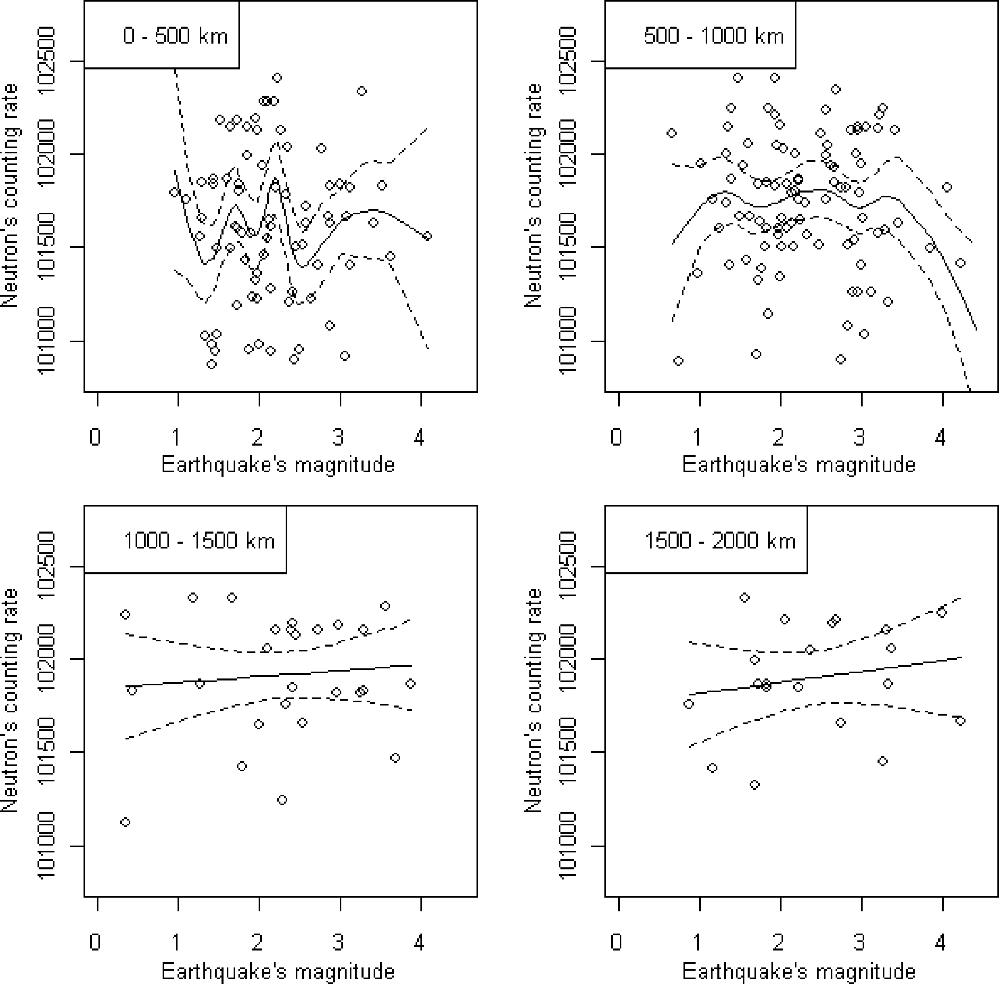 0 - 500 km
Neutron's counting rate
102500
102000
101500
101000
0 1 2 3 4
Earthquake's magnitude
500 - 1000 km
Neutron's counting rate
102500
102000
101500
101000
0 1 2 3 4
Earthquake's magnitude
1000 - 1500 km
Neutron's counting rate
102500
102000
101500
101000
0 1 2 3 4
Earthquake's magnitude
1500 - 2000 km
Neutron's counting rate
102500
102000
101500
101000
0 1 2 3 4
Earthquake's magnitude